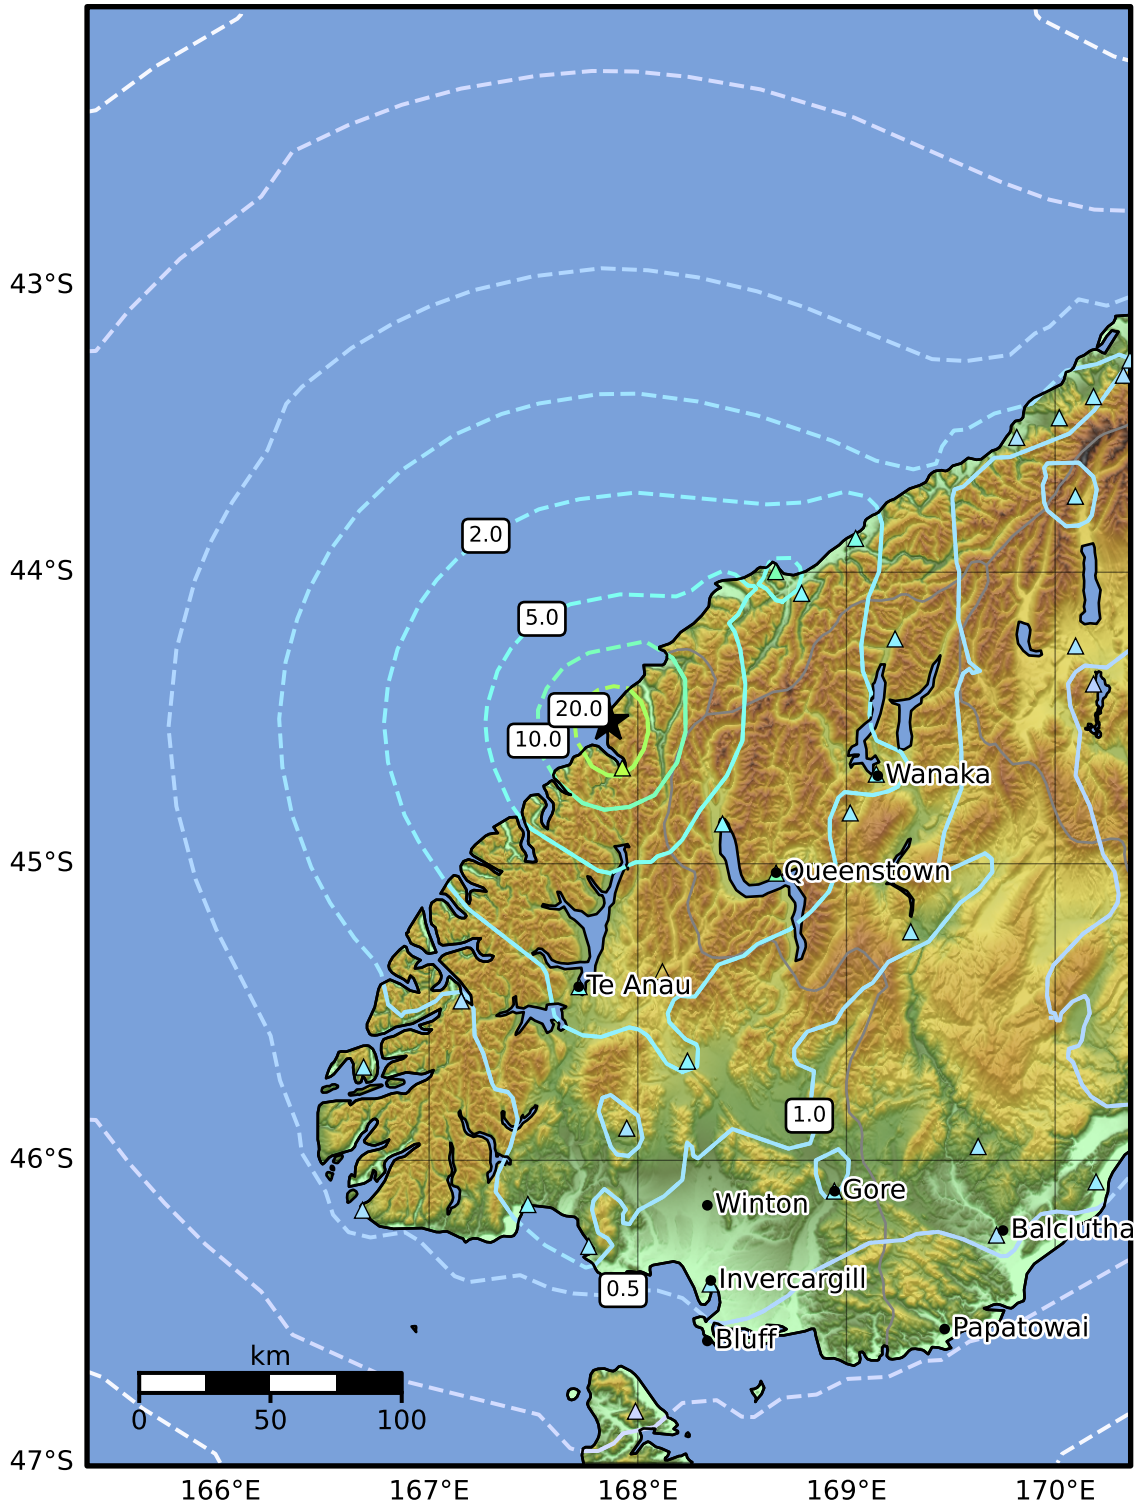 43°S
2.0
44°S
5.0
20.0
10.0
Wanaka
45°S
Queenstown
Te Anau
1.0
46°S
Gore
Winton
Balclutha
Invercargill
0.5
Papatowai
Bluff
km
0 50 100
47°S
166°E 167°E 168°E 169°E 170°E